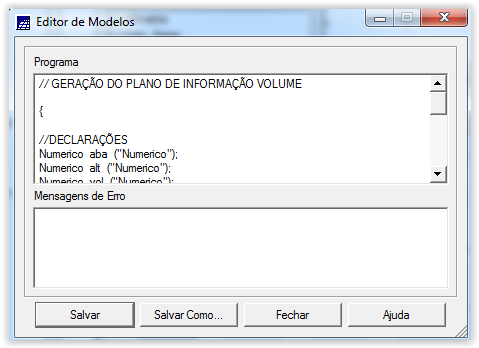 Editor de Modelos
Programa
// GERAÇÃO DO PLANO DE INFORMAÇÃO VOLUME
{
//DECLARAÇÕES
Numerico aba ("Numerico");
Numerico alt ("Numerico");
Numerico vol ("Numerico");
Mensagens de Erro
Salvar
Salvar Como...
Fechar
Ajuda